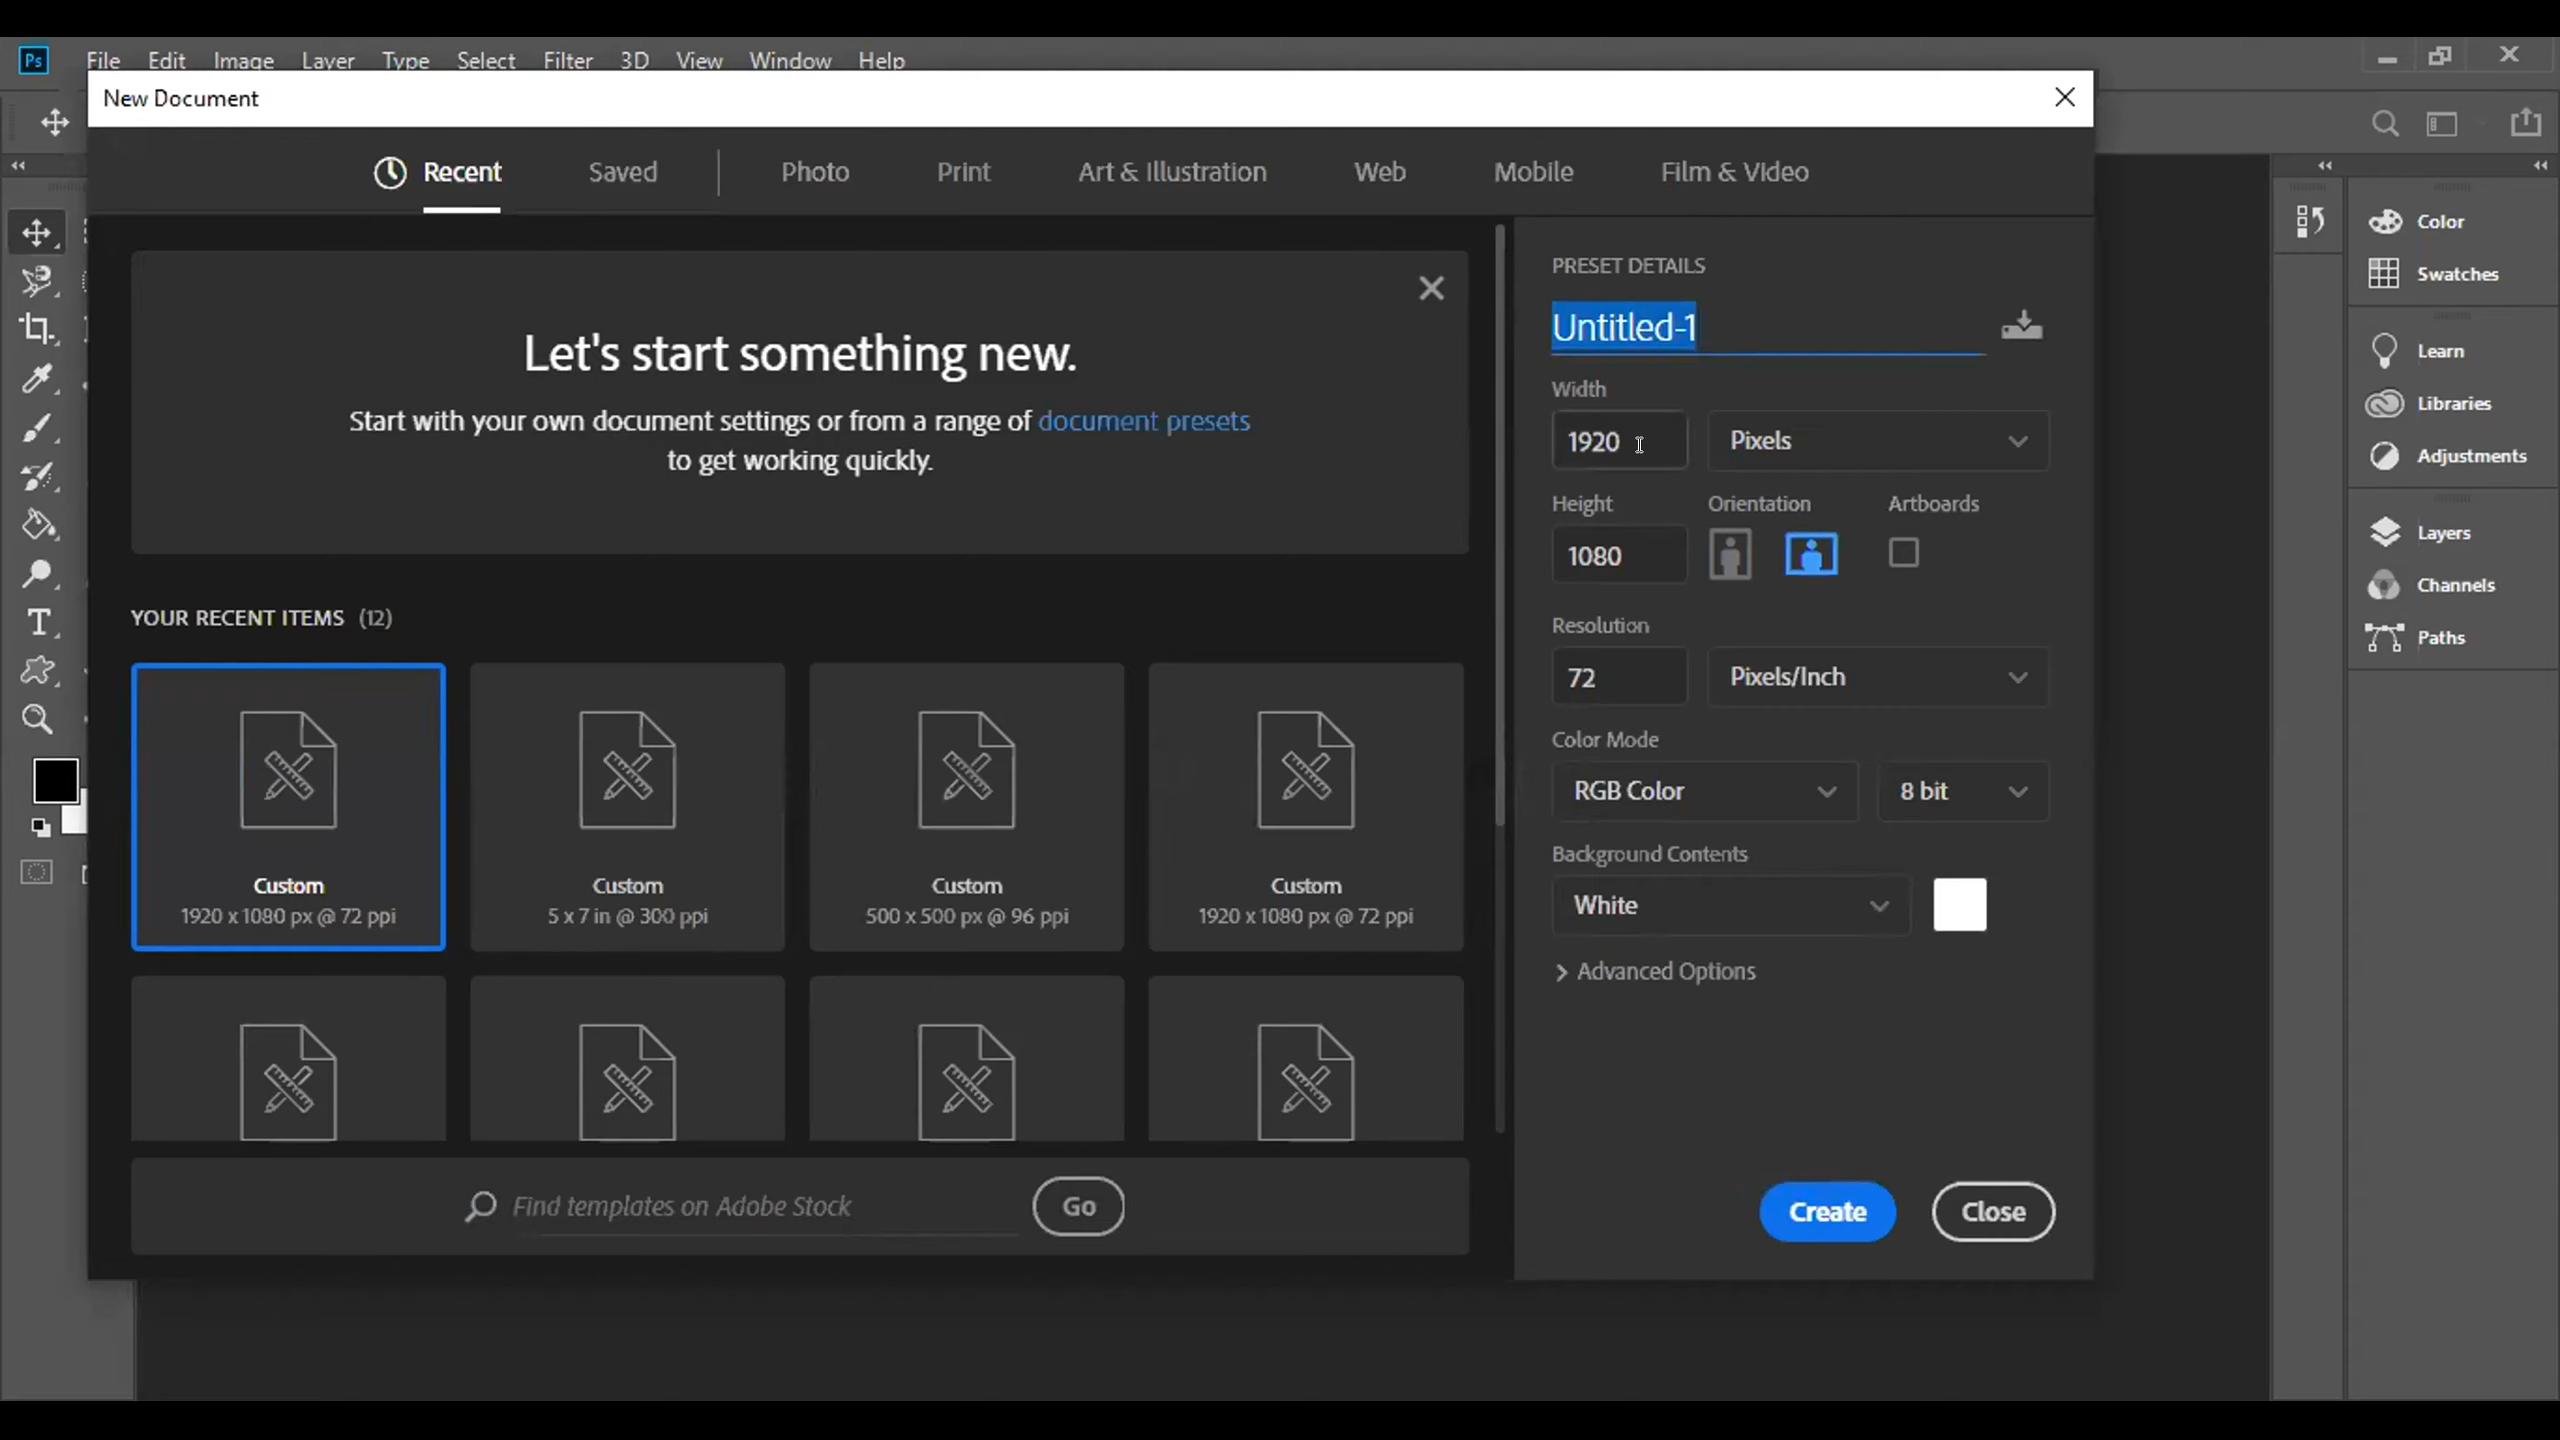 Ps File Edit Image Layer Type Select Filter 3D View Window Help
New Document
Recent Saved Photo Print Art & Illustration Web Mobile Film & Video
Let's start something new.
Start with your own document settings or from a range of document presets
to get working quickly.
YOUR RECENT ITEMS (12)
Custom
1920 x 1080 px @ 72 ppi
Custom
5 x 7 in @ 300 ppi
Custom
500 x 500 px @ 96 ppi
Custom
1920 x 1080 px @ 72 ppi
Find templates on Adobe Stock Go
PRESET DETAILS
Untitled-1
Width
1920 Pixels
Height Orientation Artboards
1080
Resolution
72 Pixels/Inch
Color Mode
RGB Color 8 bit
Background Contents
White
Advanced Options
Create Close
Color
Swatches
Learn
Libraries
Adjustments
Layers
Channels
Paths